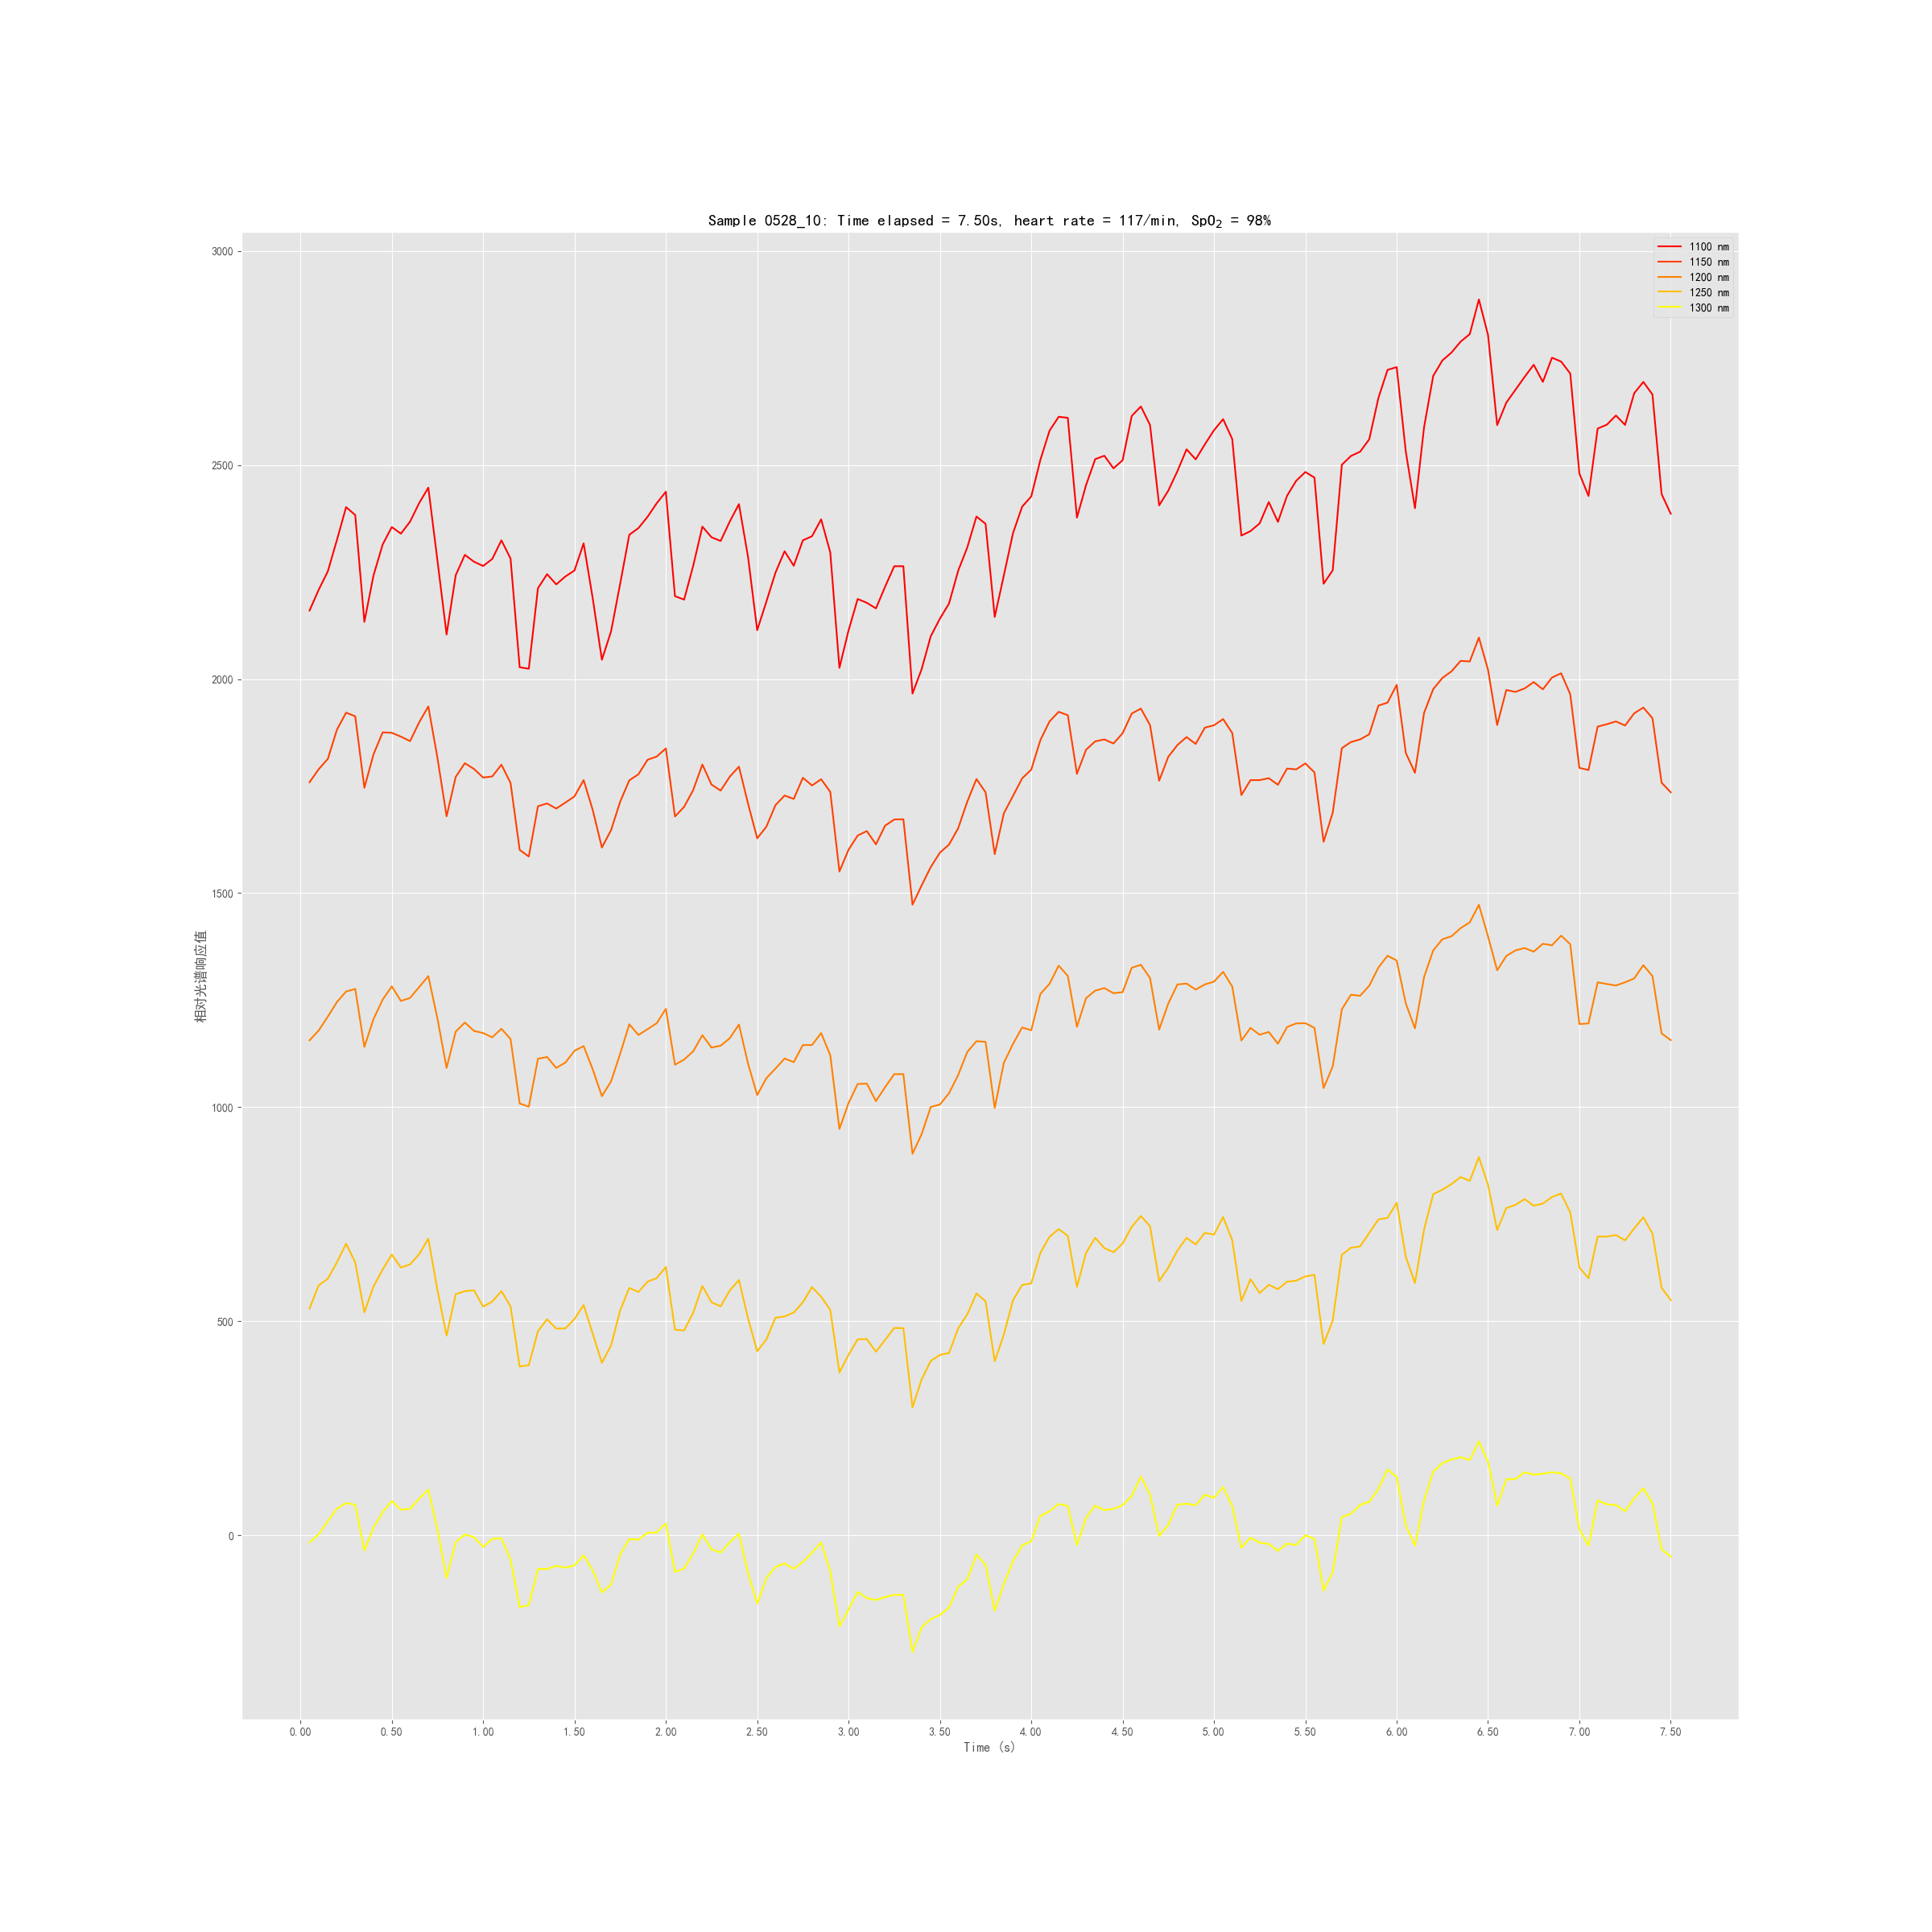 Sample 0528_10: Time elapsed = 7.50s, heart rate = 117/min, SpO₂ = 98%
1100 nm
1150 nm
1200 nm
1250 nm
1300 nm
3000
2500
2000
1500
1000
500
0
相对光谱响应值
0.00 0.50 1.00 1.50 2.00 2.50 3.00 3.50 4.00 4.50 5.00 5.50 6.00 6.50 7.00 7.50
Time (s)